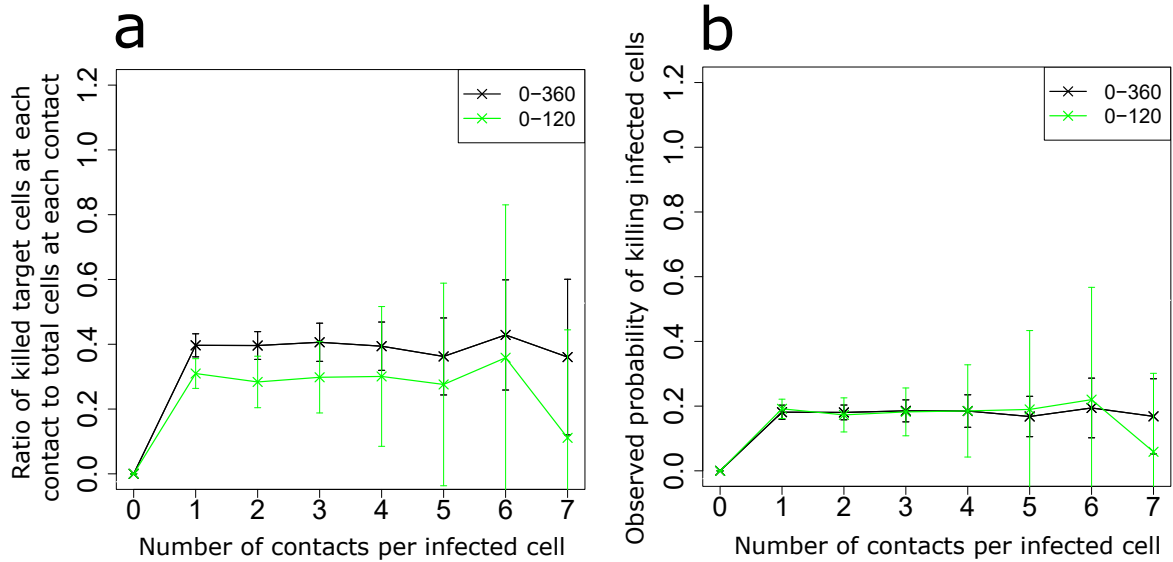 a
Ratio of killed target cells at each
contact to total cells at each contact
0.0 0.2 0.4 0.6 0.8 1.0 1.2
0−360
0−120
0 1 2 3 4 5 6 7
Number of contacts per infected cell
b
Observed probability of killing infected cells
0.0 0.2 0.4 0.6 0.8 1.0 1.2
0−360
0−120
0 1 2 3 4 5 6 7
Number of contacts per infected cell